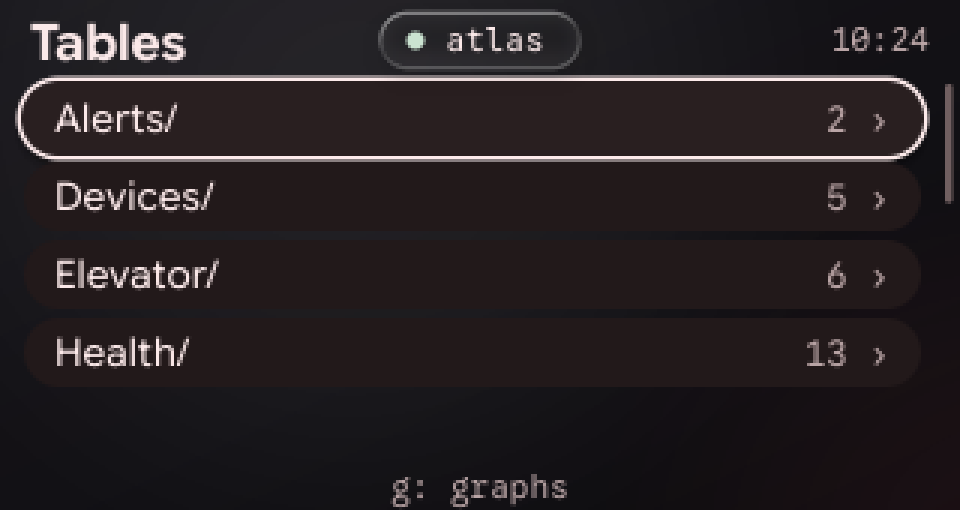 Tables atlas 10:24
Alerts/ 2 ›
Devices/ 5 ›
Elevator/ 6 ›
Health/ 13 ›
g: graphs